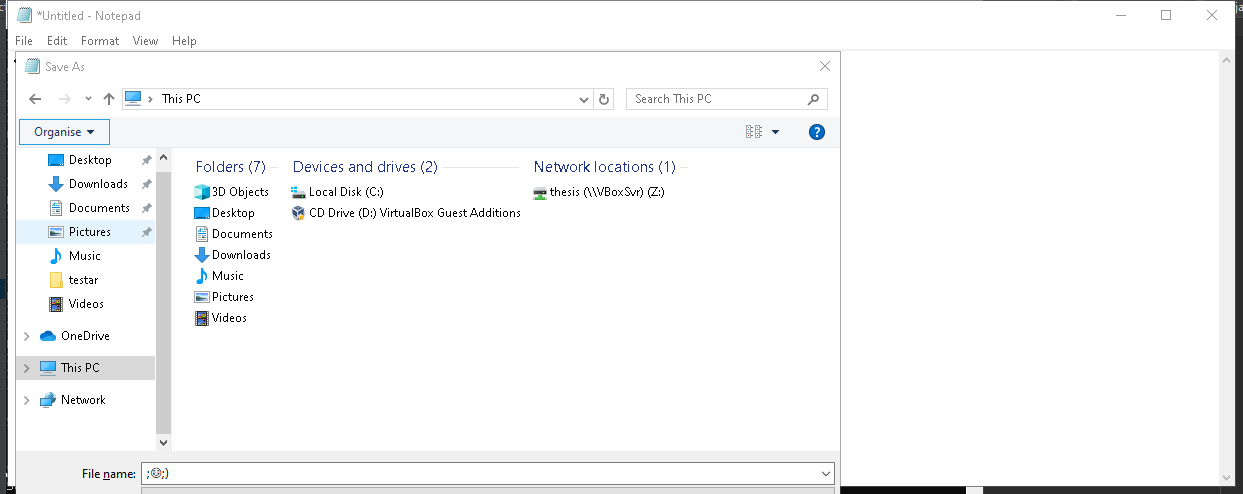 *Untitled - Notepad
File Edit Format View Help
Save As
This PC
Search This PC
Organise
Desktop
Downloads
Documents
Pictures
Music
testar
Videos
OneDrive
This PC
Network
Folders (7)
3D Objects
Desktop
Documents
Downloads
Music
Pictures
Videos
Devices and drives (2)
Local Disk (C:)
CD Drive (D:) VirtualBox Guest Additions
Network locations (1)
thesis (\\VBoxSvr) (Z:)
File name: ;☺;)